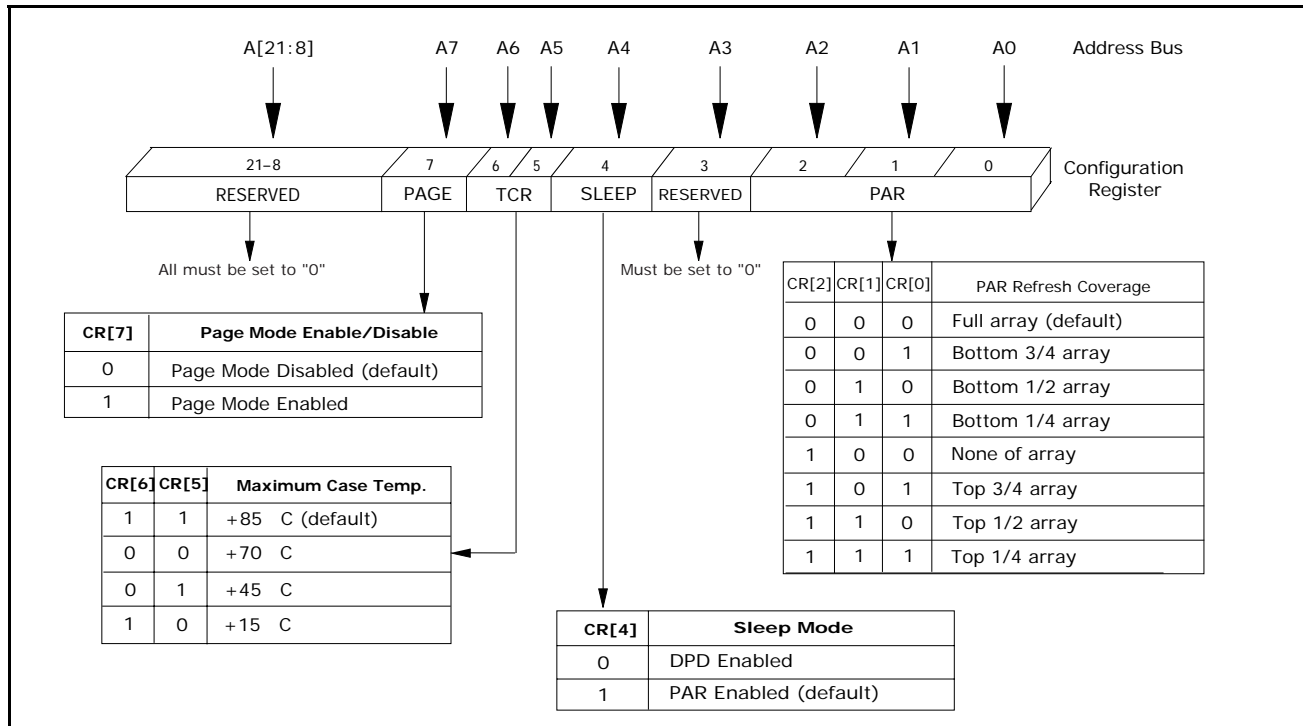 A[21:8] A7 A6 A5 A4 A3 A2 A1 A0 Address Bus
21–8 7 6 5 4 3 2 1 0 Configuration
Register
RESERVED PAGE TCR SLEEP RESERVED PAR
All must be set to "0"
Must be set to "0"
CR[7] Page Mode Enable/Disable
0 Page Mode Disabled (default)
1 Page Mode Enabled
CR[6] CR[5] Maximum Case Temp.
1 1 +85 C (default)
0 0 +70 C
0 1 +45 C
1 0 +15 C
CR[4] Sleep Mode
0 DPD Enabled
1 PAR Enabled (default)
CR[2] CR[1] CR[0] PAR Refresh Coverage
0 0 0 Full array (default)
0 0 1 Bottom 3/4 array
0 1 0 Bottom 1/2 array
0 1 1 Bottom 1/4 array
1 0 0 None of array
1 0 1 Top 3/4 array
1 1 0 Top 1/2 array
1 1 1 Top 1/4 array